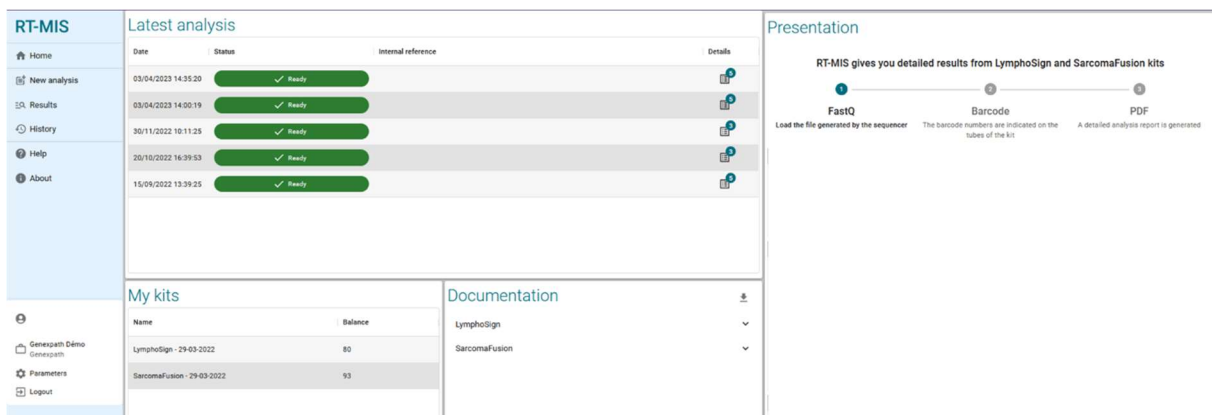 RT-MIS
Home
New analysis
Results
History
Help
About
Genexpath Démo
Genexpath
Parameters
Logout
Latest analysis
Date Status Internal reference Details
03/04/2023 14:35:20 Ready 5
03/04/2023 14:00:19 Ready 5
30/11/2022 10:11:25 Ready 3
20/10/2022 16:39:53 Ready 3
15/09/2022 13:39:25 Ready 5
My kits
Name Balance
LymphoSign - 29-03-2022 80
SarcomaFusion - 29-03-2022 93
Documentation
LymphoSign
SarcomaFusion
Presentation
RT-MIS gives you detailed results from LymphoSign and SarcomaFusion kits
1 2 3
FastQ Barcode PDF
Load the file generated by the sequencer The barcode numbers are indicated on the A detailed analysis report is generated
tubes of the kit